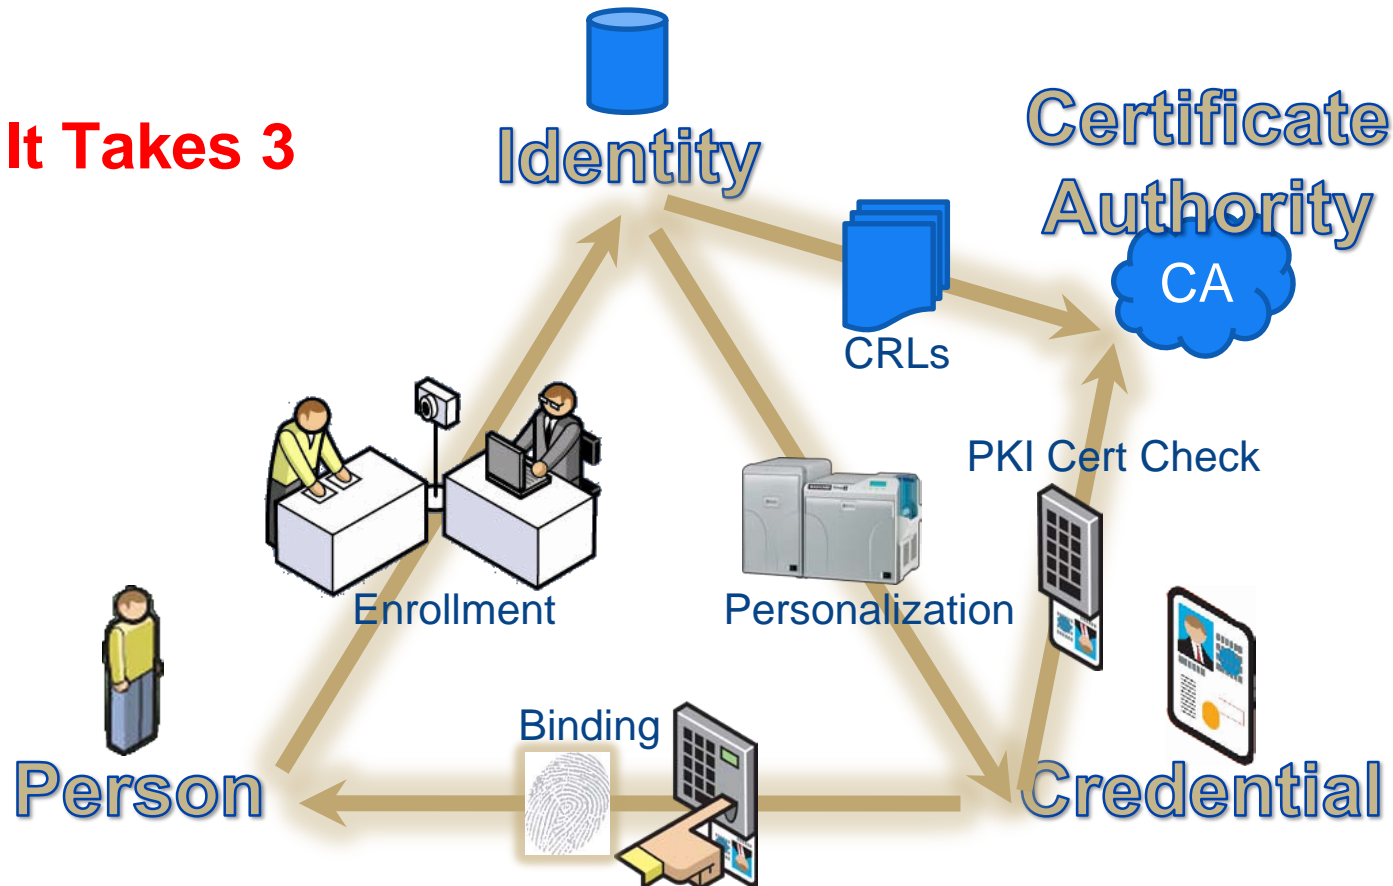 It Takes 3
Identity
Certificate
Authority
CA
CRLs
PKI Cert Check
Enrollment
Personalization
Binding
Person
Credential